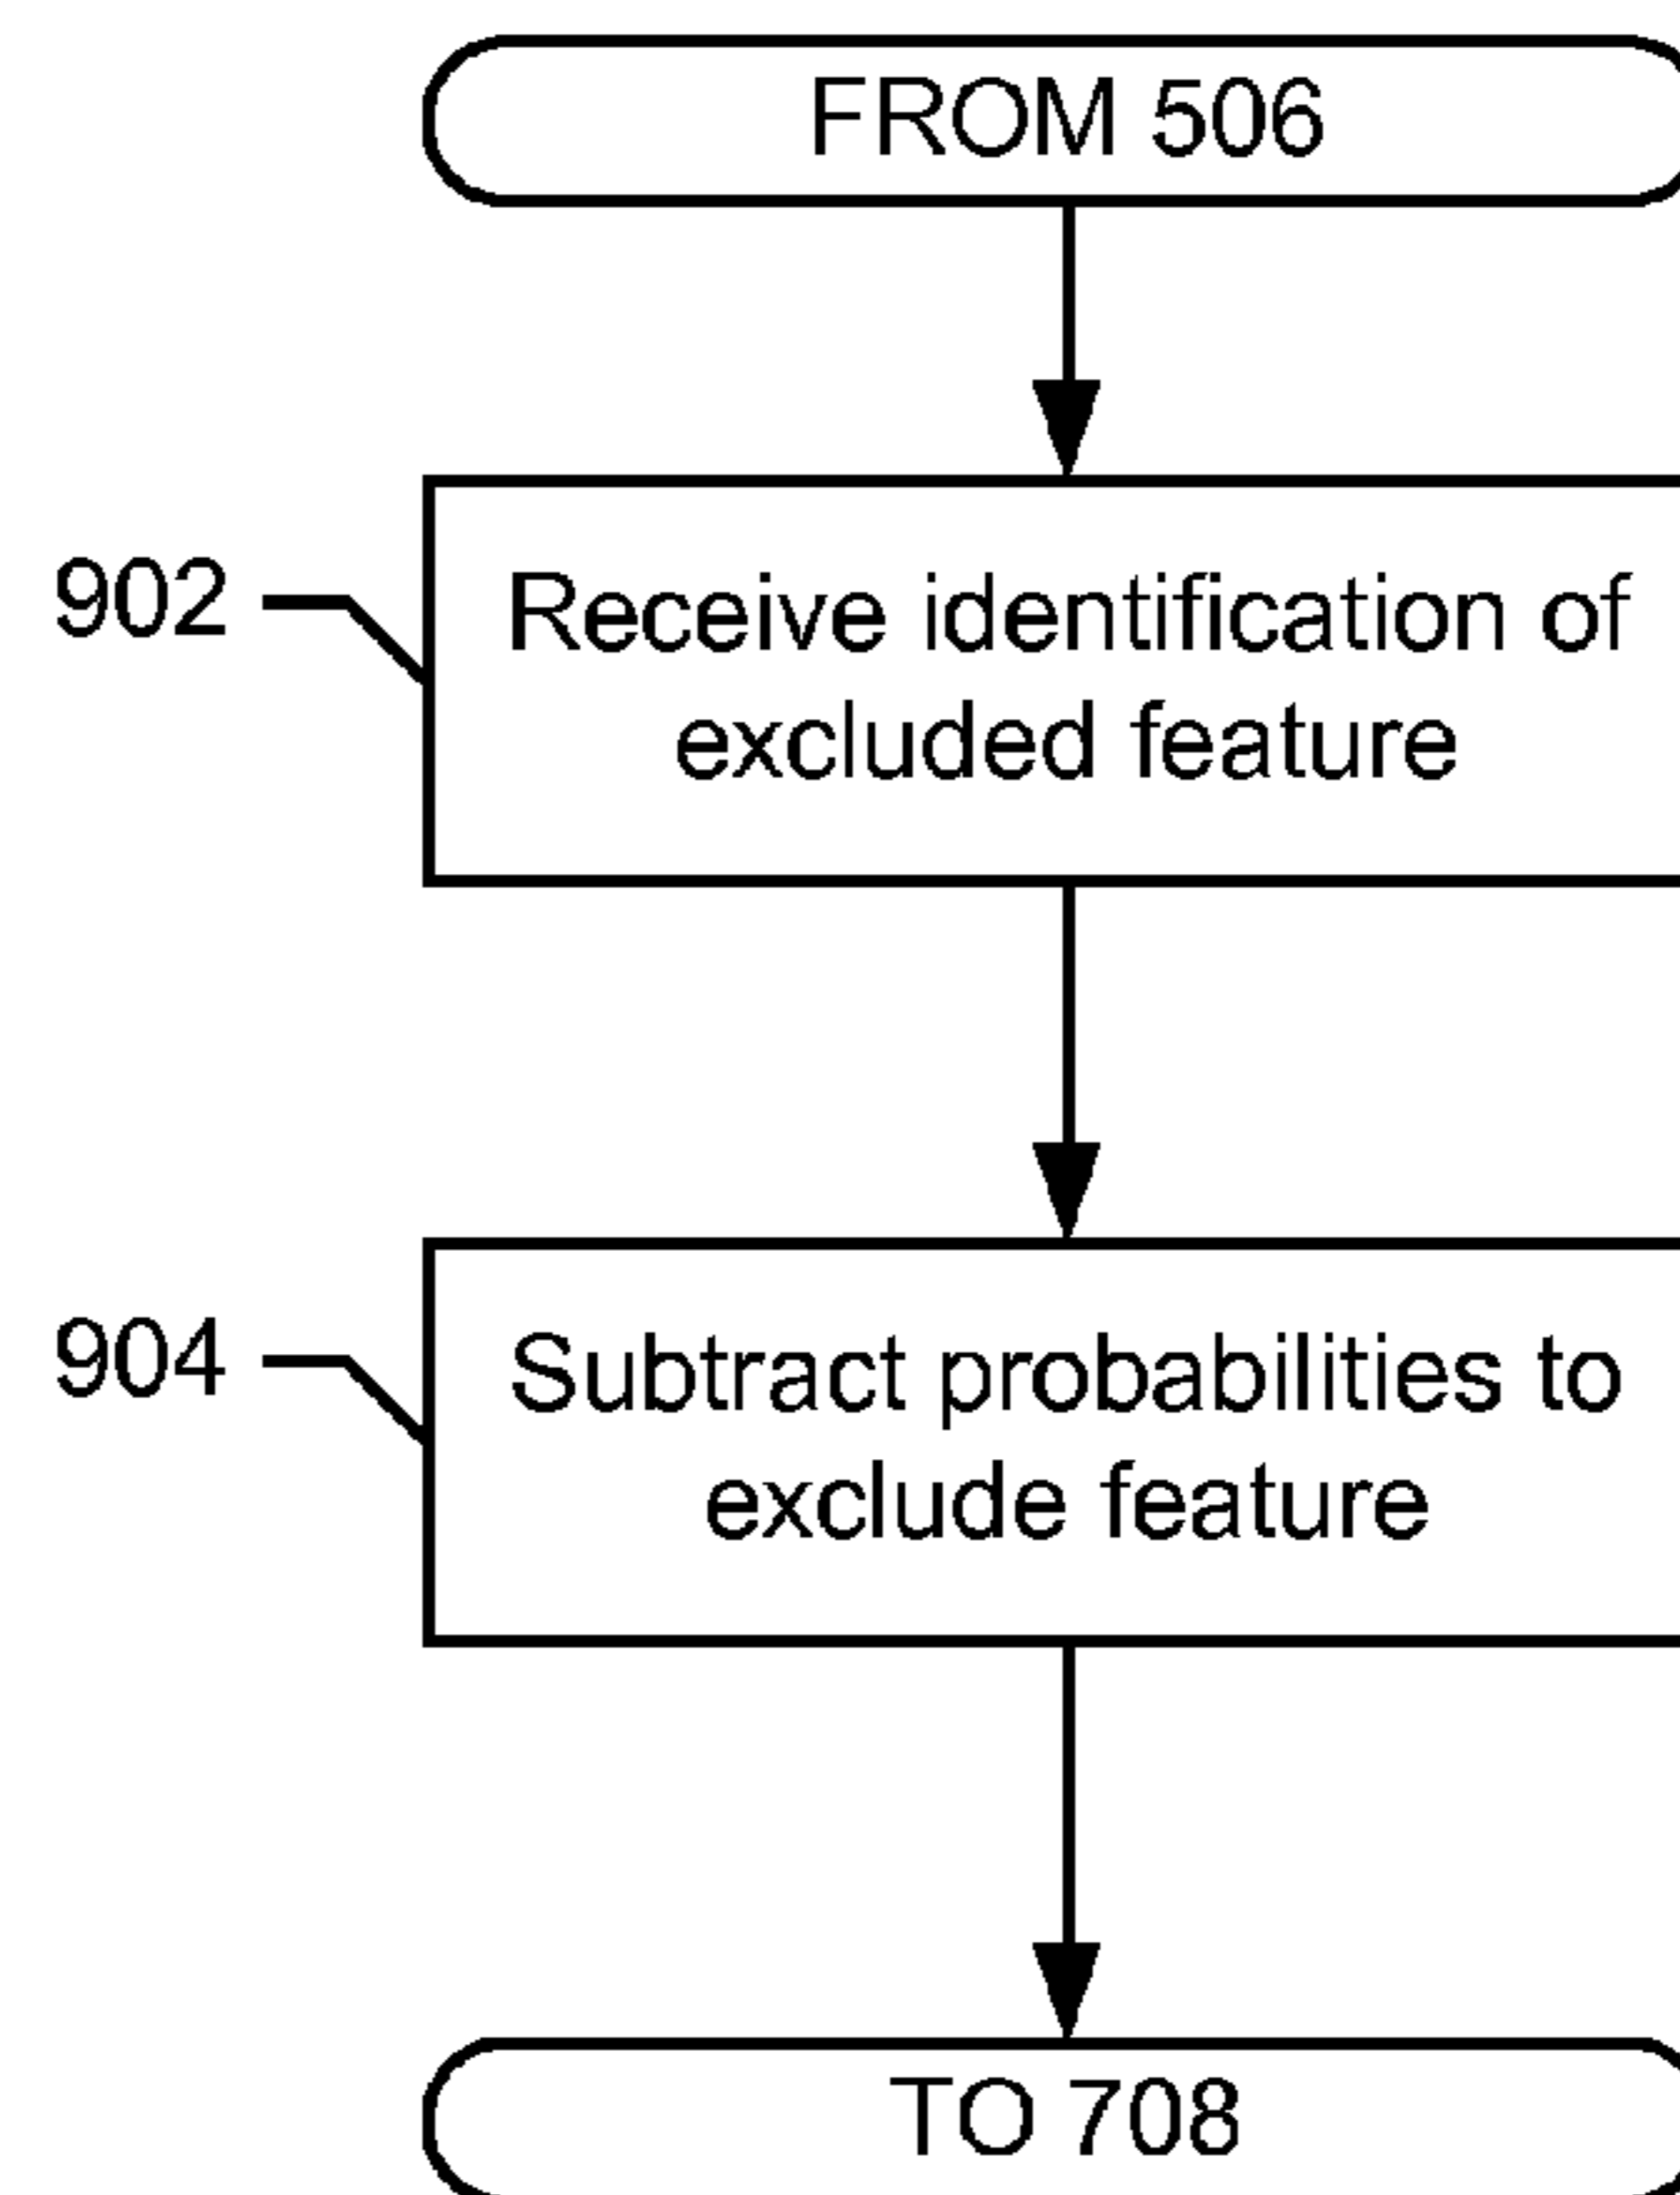 FROM 506
902
Receive identification of
excluded feature
904
Subtract probabilities to
exclude feature
TO 708